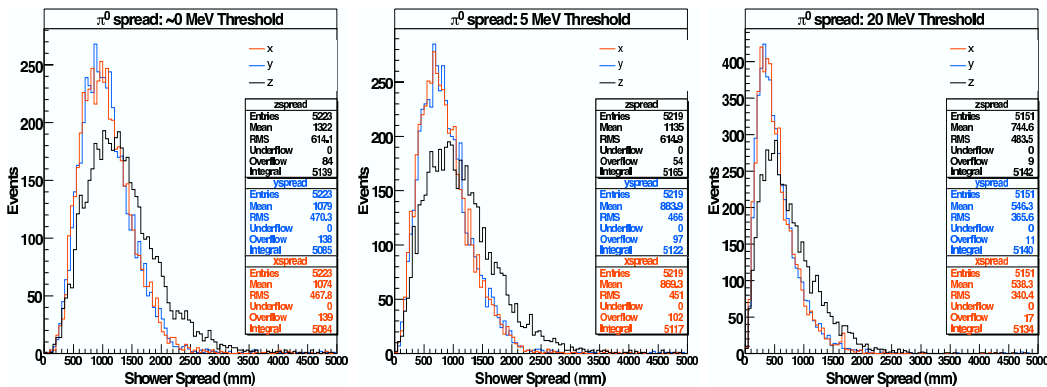 π0 spread: ~0 MeV Threshold
x
y
z
zspread
Entries 5223
Mean 1322
RMS 614.1
Underflow 0
Overflow 84
Integral 5139
yspread
Entries 5223
Mean 1079
RMS 470.3
Underflow 0
Overflow 138
Integral 5085
xspread
Entries 5223
Mean 1074
RMS 467.8
Underflow 0
Overflow 139
Integral 5084
Events
250
200
150
100
50
0
0 500 1000 1500 2000 2500 3000 3500 4000 4500 5000
Shower Spread (mm)
π0 spread: 5 MeV Threshold
x
y
z
zspread
Entries 5219
Mean 1135
RMS 614.9
Underflow 0
Overflow 54
Integral 5165
yspread
Entries 5219
Mean 883.9
RMS 466
Underflow 0
Overflow 97
Integral 5122
xspread
Entries 5219
Mean 869.3
RMS 451
Underflow 0
Overflow 102
Integral 5117
Events
250
200
150
100
50
0
0 500 1000 1500 2000 2500 3000 3500 4000 4500 5000
Shower Spread (mm)
π0 spread: 20 MeV Threshold
x
y
z
zspread
Entries 5151
Mean 744.6
RMS 483.5
Underflow 0
Overflow 9
Integral 5142
yspread
Entries 5151
Mean 546.3
RMS 365.6
Underflow 0
Overflow 11
Integral 5140
xspread
Entries 5151
Mean 538.3
RMS 340.4
Underflow 0
Overflow 17
Integral 5134
Events
400
350
300
250
200
150
100
50
0
0 500 1000 1500 2000 2500 3000 3500 4000 4500 5000
Shower Spread (mm)